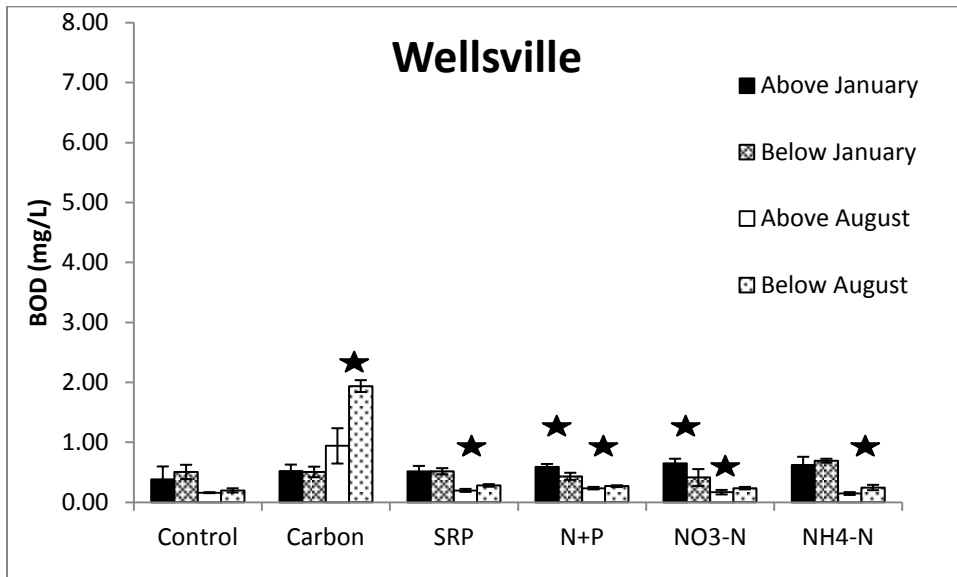 Wellsville
BOD (mg/L)
8.00
7.00
6.00
5.00
4.00
3.00
2.00
1.00
0.00
Above January
Below January
Above August
Below August
Control
Carbon
SRP
N+P
NO3-N
NH4-N